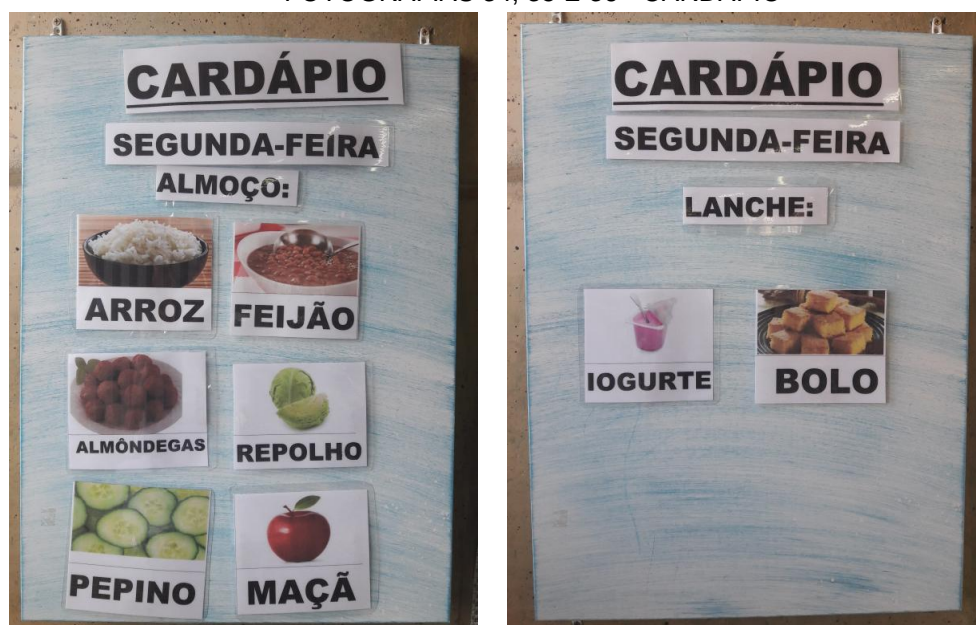 CARDÁPIO
SEGUNDA-FEIRA
ALMOÇO:
ARROZ
FEIJÃO
ALMÔNDEGAS
REPOLHO
PEPINO
MAÇÃ
CARDÁPIO
SEGUNDA-FEIRA
LANCHE:
IOGURTE
BOLO